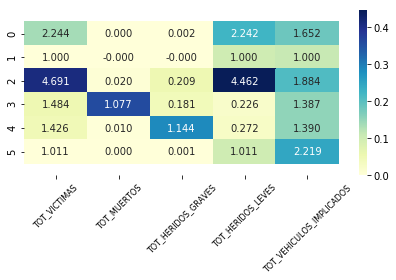 0 2.244 0.000 0.002 2.242 1.652
1 1.000 -0.000 -0.000 1.000 1.000
2 4.691 0.020 0.209 4.462 1.884
3 1.484 1.077 0.181 0.226 1.387
4 1.426 0.010 1.144 0.272 1.390
5 1.011 0.000 0.001 1.011 2.219
TOT_VICTIMAS
TOT_MUERTOS
TOT_HERIDOS_GRAVES
TOT_HERIDOS_LEVES
TOT_VEHICULOS_IMPLICADOS
0.4
0.3
0.2
0.1
0.0